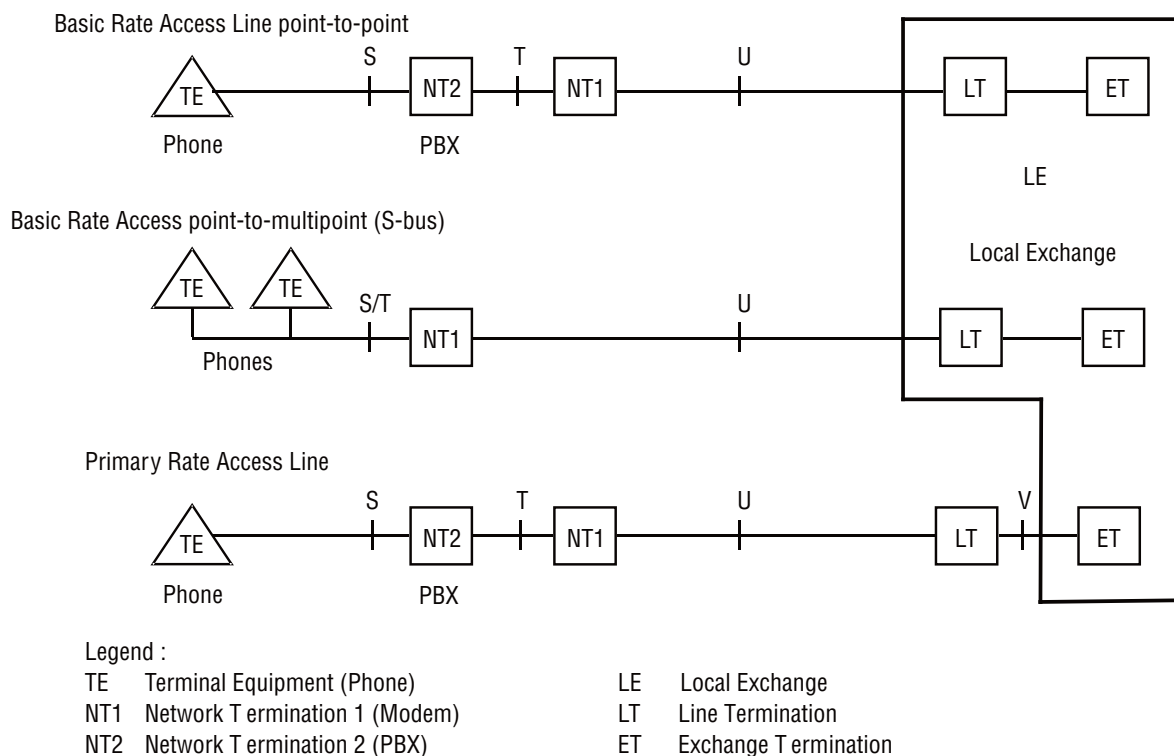 Basic Rate Access Line point-to-point
S T U
TE NT2 NT1 LT ET
Phone PBX
LE
Basic Rate Access point-to-multipoint (S-bus)
Local Exchange
TE TE S/T U
NT1 LT ET
Phones
Primary Rate Access Line
S T U V
TE NT2 NT1 LT ET
Phone PBX
Legend :
TE Terminal Equipment (Phone) LE Local Exchange
NT1 Network T ermination 1 (Modem) LT Line Termination
NT2 Network T ermination 2 (PBX) ET Exchange T ermination